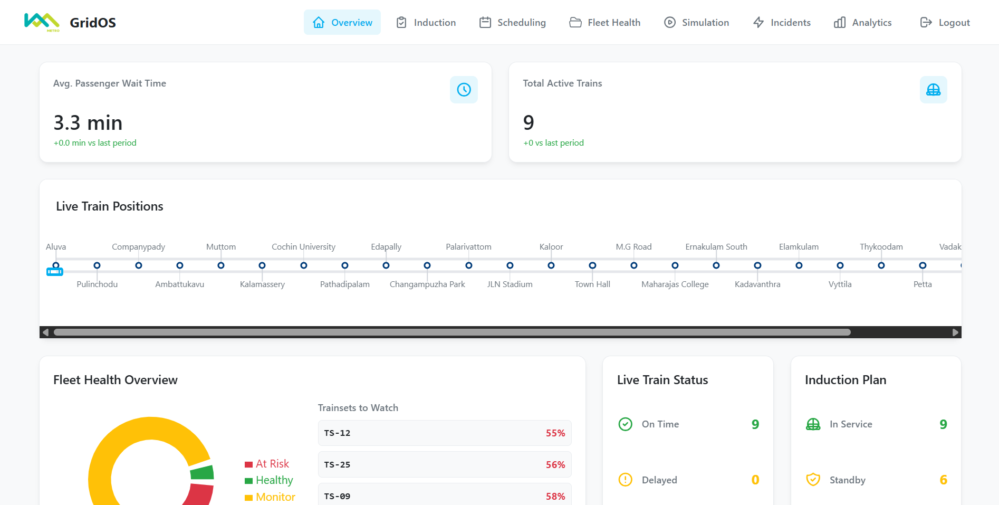 METRO
GridOS
Overview
Induction
Scheduling
Fleet Health
Simulation
Incidents
Analytics
Logout
Avg. Passenger Wait Time
3.3 min
+0.0 min vs last period
Total Active Trains
9
+0 vs last period
Live Train Positions
Aluva
Companypady
Muttom
Cochin University
Edapally
Palarivattom
Kaloor
M.G Road
Ernakulam South
Elamkulam
Thykoodam
Vadak
Pulinchodu
Ambattukavu
Kalamassery
Pathadipalam
Changampuzha Park
JLN Stadium
Town Hall
Maharajas College
Kadavanthra
Vyttila
Petta
Fleet Health Overview
At Risk
Healthy
Monitor
Trainsets to Watch
TS-12 55%
TS-25 56%
TS-09 58%
Live Train Status
On Time 9
Delayed 0
Induction Plan
In Service 9
Standby 6